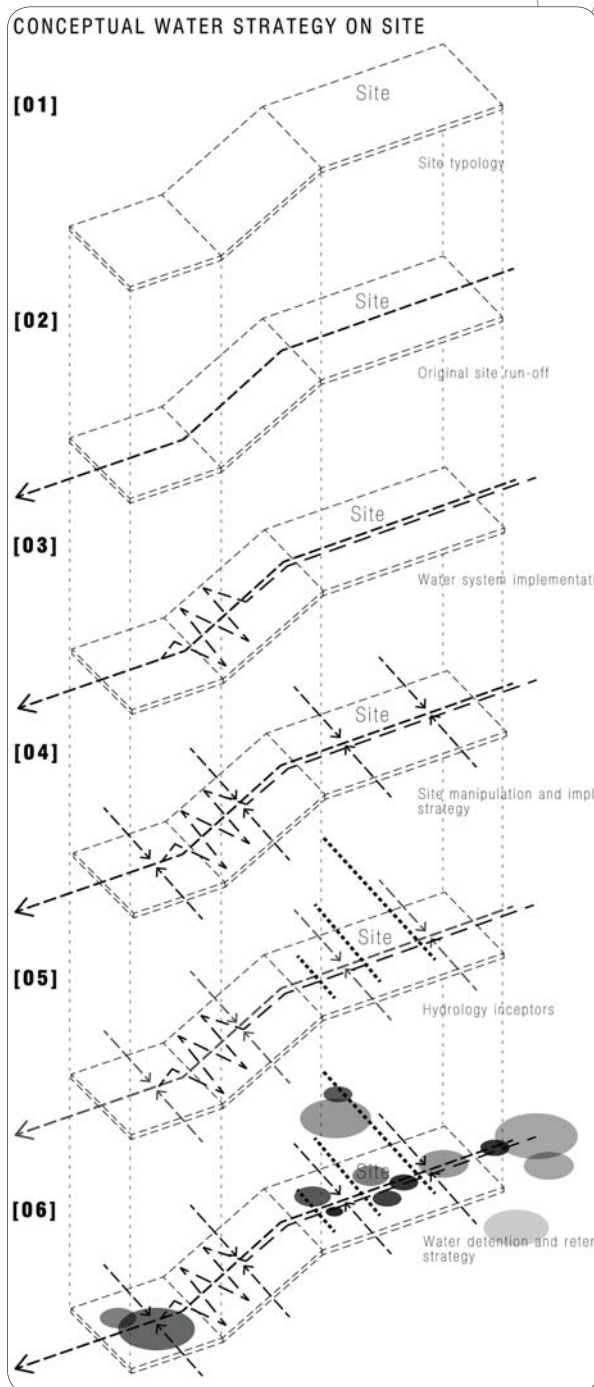 CONCEPTUAL WATER STRATEGY ON SITE
[01]
Site
Site typology
[02]
Site
Original site run-off
[03]
Site
Water system implementati
[04]
Site
Site manipulation and impl
strategy
[05]
Site
Hydrology inceptors
[06]
Site
Water detention and reten
strategy